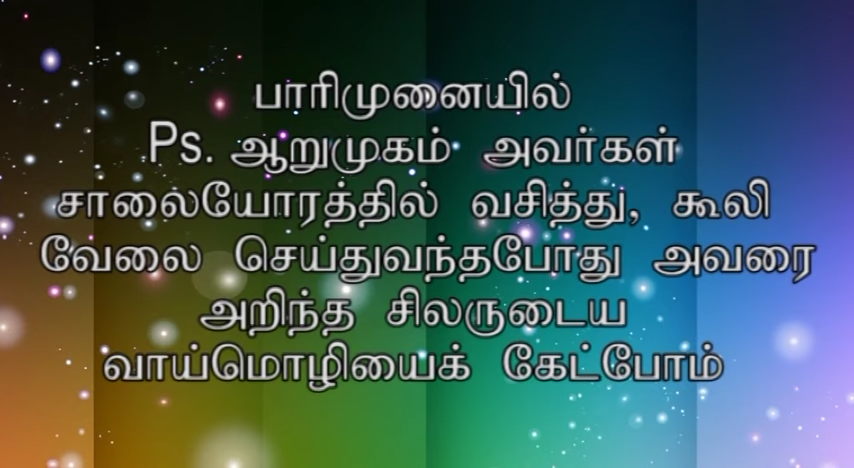 பாரிமுனையில்
Ps. ஆறுமுகம் அவர்கள்
சாலையோரத்தில் வசித்து, கூலி
வேலை செய்துவந்தபோது அவரை
அறிந்த சிலருடைய
வாய்மொழியைக் கேட்போம்